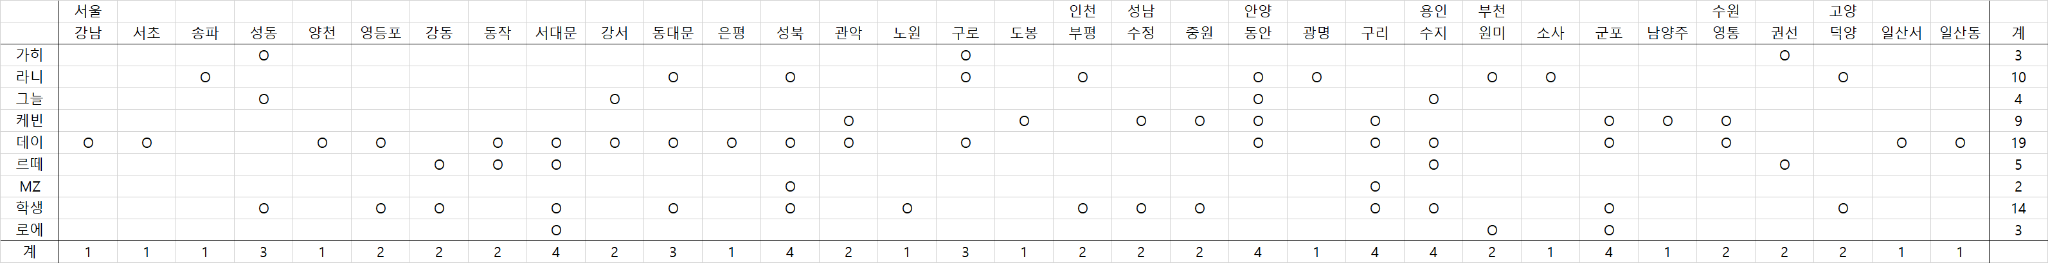 서울 인천 성남 안양 용인 부천 수원 고양
강남 서초 송파 성동 양천 영등포 강동 동작 서대문 강서 동대문 은평 성북 관악 노원 구로 도봉 부평 수정 중원 동안 광명 구리 수지 원미 소사 군포 남양주 영통 권선 덕양 일산서 일산동 계
가히 O O O 3
라니 O O O O O O O O O O 10
그늘 O O O O 4
케빈 O O O O O O O O O 9
데이 O O O O O O O O O O O O O O O O O O O 19
르떼 O O O O O 5
MZ O O 2
학생 O O O O O O O O O O O O O O 14
로에 O O O 3
계 1 1 1 3 1 2 2 2 4 2 3 1 4 2 1 3 1 2 2 2 4 1 4 4 2 1 4 1 2 2 2 1 1